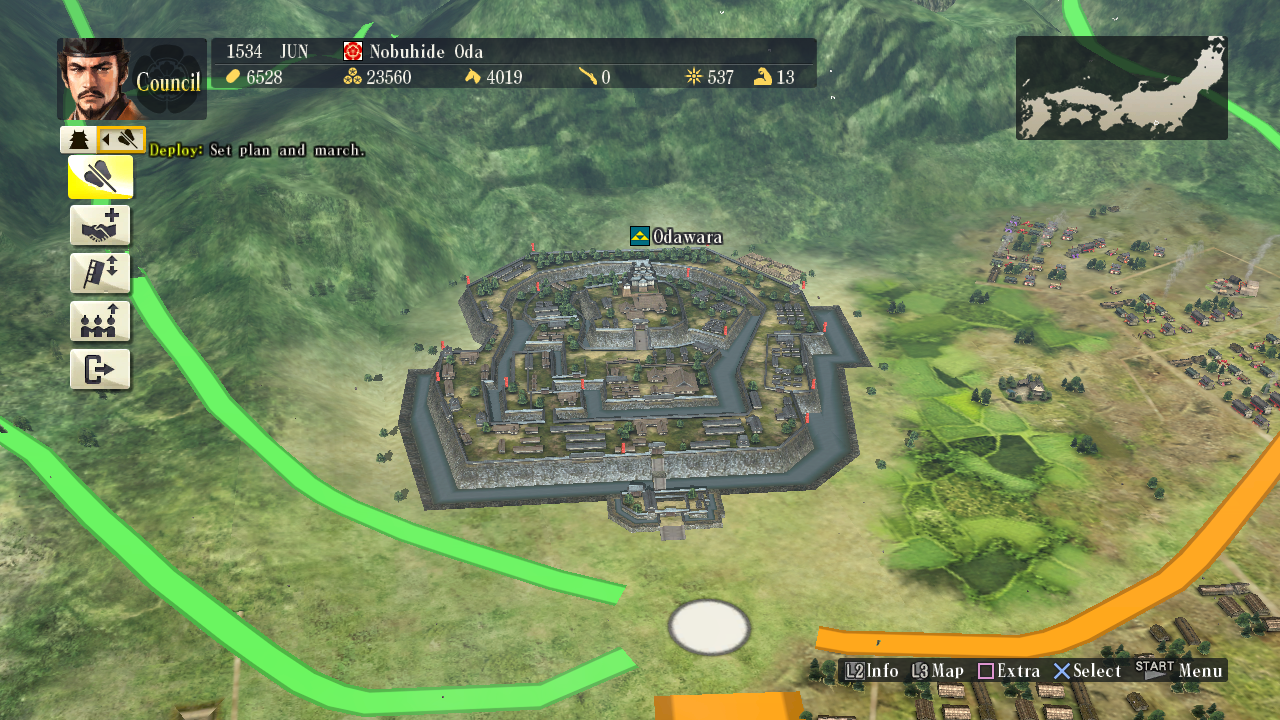 1534 JUN Nobuhide Oda
Council
6528 23560 4019 0 537 13
Deploy: Set plan and march.
Odawara
L2 Info L3 Map Extra Select START Menu